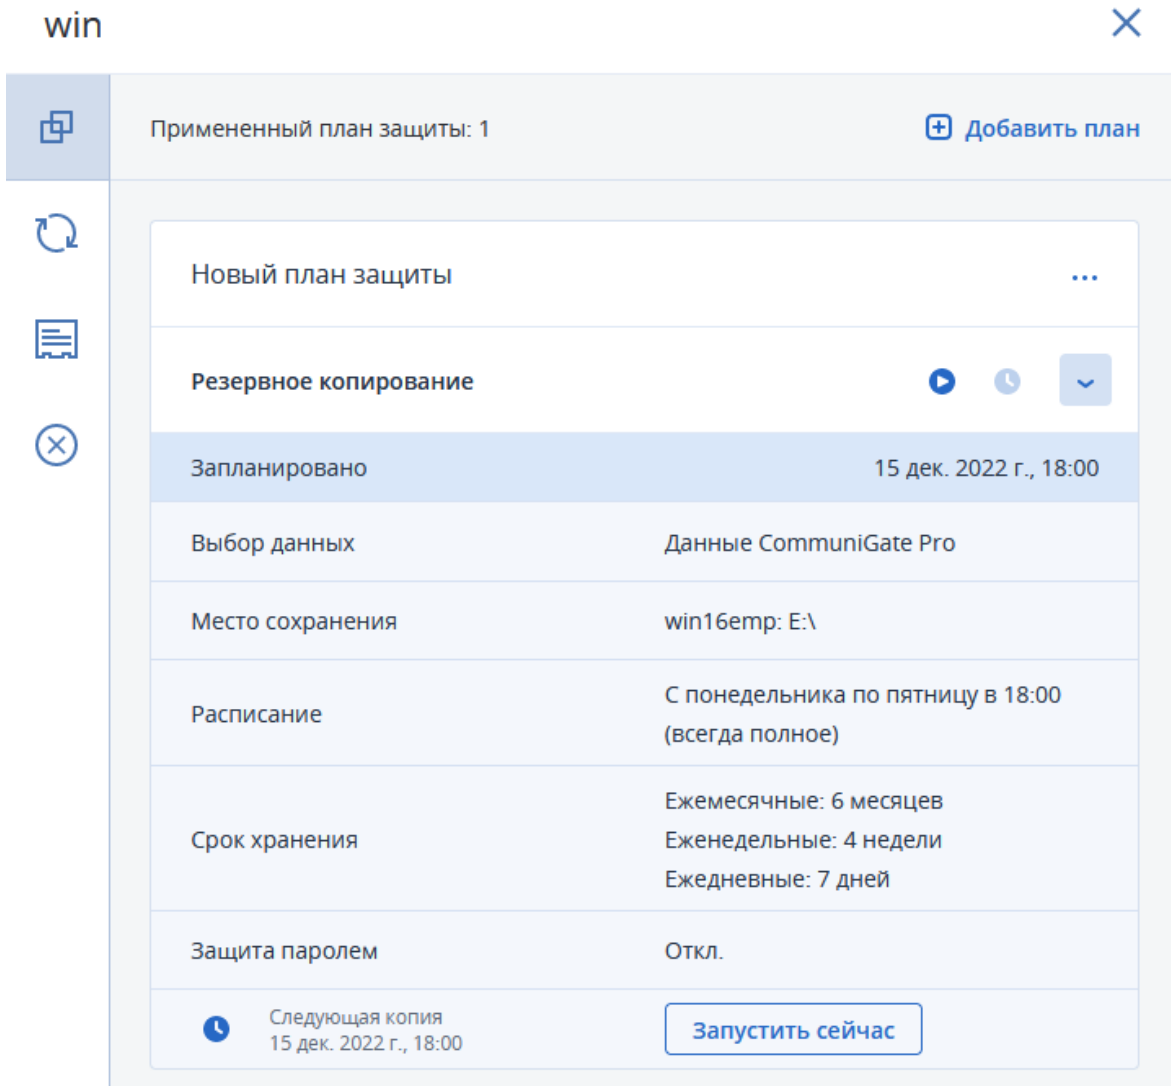 win
Примененный план защиты: 1
Добавить план
Новый план защиты
Резервное копирование
Запланировано
15 дек. 2022 г., 18:00
Выбор данных
Данные CommuniGate Pro
Место сохранения
win16emp: E:\
Расписание
С понедельника по пятницу в 18:00
(всегда полное)
Срок хранения
Ежемесячные: 6 месяцев
Еженедельные: 4 недели
Ежедневные: 7 дней
Защита паролем
Откл.
Следующая копия
15 дек. 2022 г., 18:00
Запустить сейчас